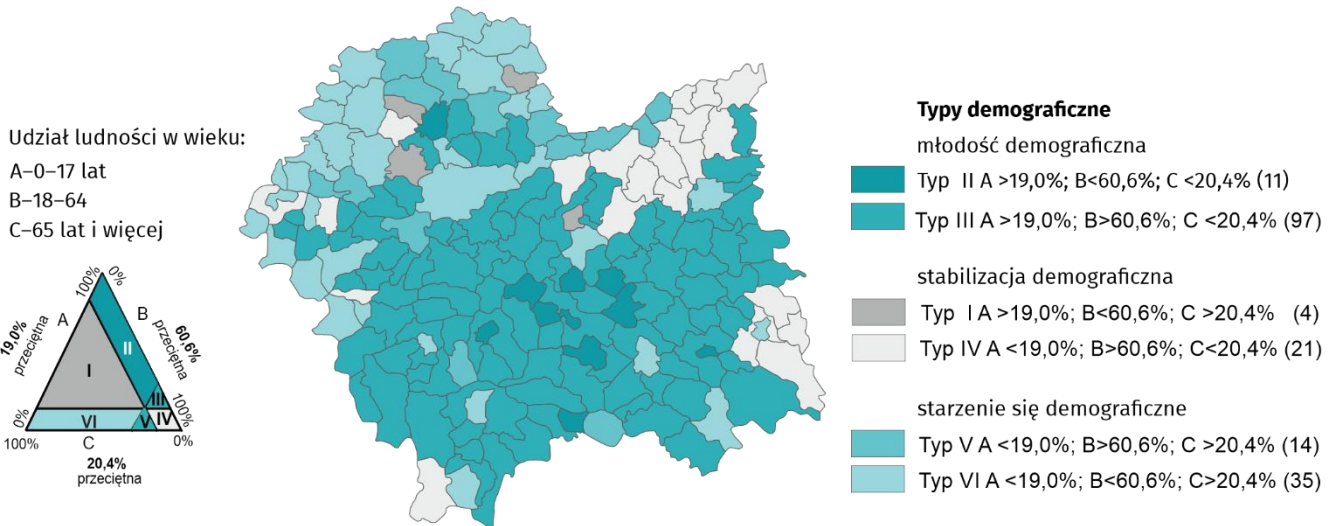 Udział ludności w wieku:
A–0–17 lat
B–18–64
C–65 lat i więcej
100%
0%
A
B
19,0%
przeciętna
60,6%
przeciętna
II
I
III
VI
V
IV
0%
100%
100%
C
0%
20,4%
przeciętna
Typy demograficzne
młodość demograficzna
Typ II A >19,0%; B<60,6%; C <20,4% (11)
Typ III A >19,0%; B>60,6%; C <20,4% (97)
stabilizacja demograficzna
Typ I A >19,0%; B<60,6%; C >20,4% (4)
Typ IV A <19,0%; B>60,6%; C<20,4% (21)
starzenie się demograficzne
Typ V A <19,0%; B>60,6%; C >20,4% (14)
Typ VI A <19,0%; B<60,6%; C>20,4% (35)